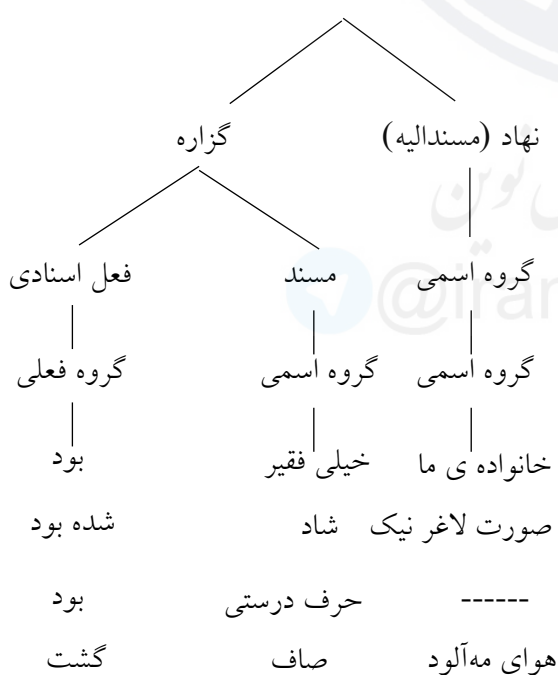 نهاد (مسندالیه) گزاره
گروه اسمی مسند فعل اسنادی
گروه اسمی گروه اسمی گروه فعلی
خانواده ی ما خیلی فقیر بود
صورت لاغر نیک شاد شده بود
------ حرف درستی بود
هوای مه‌آلود صاف گشت